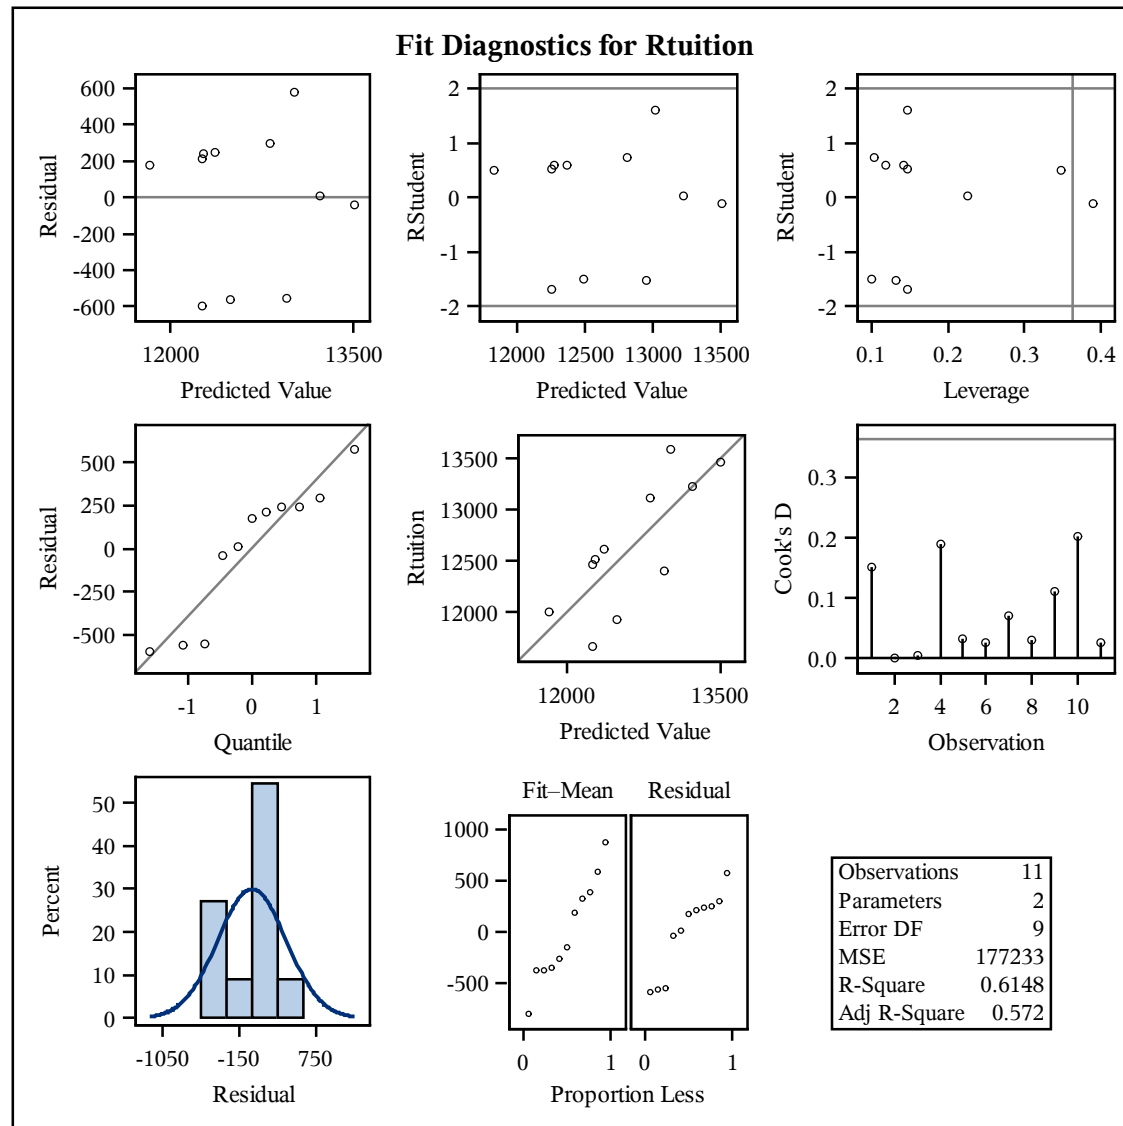 Fit Diagnostics for Rtuition
600
400
200
0
-200
-400
-600
Residual
12000 13500
Predicted Value
2
1
0
-1
-2
RStudent
12000 12500 13000 13500
Predicted Value
2
1
0
-1
-2
RStudent
0.1 0.2 0.3 0.4
Leverage
500
250
0
-250
-500
Residual
-1 0 1
Quantile
13500
13000
12500
12000
Rtuition
12000 13500
Predicted Value
0.3
0.2
0.1
0.0
Cook's D
2 4 6 8 10
Observation
50
40
30
20
10
0
Percent
-1050 -150 750
Residual
Fit–Mean Residual
1000
500
0
−500
0 1 0 1
Proportion Less
Observations 11
Parameters 2
Error DF 9
MSE 177233
R-Square 0.6148
Adj R-Square 0.572